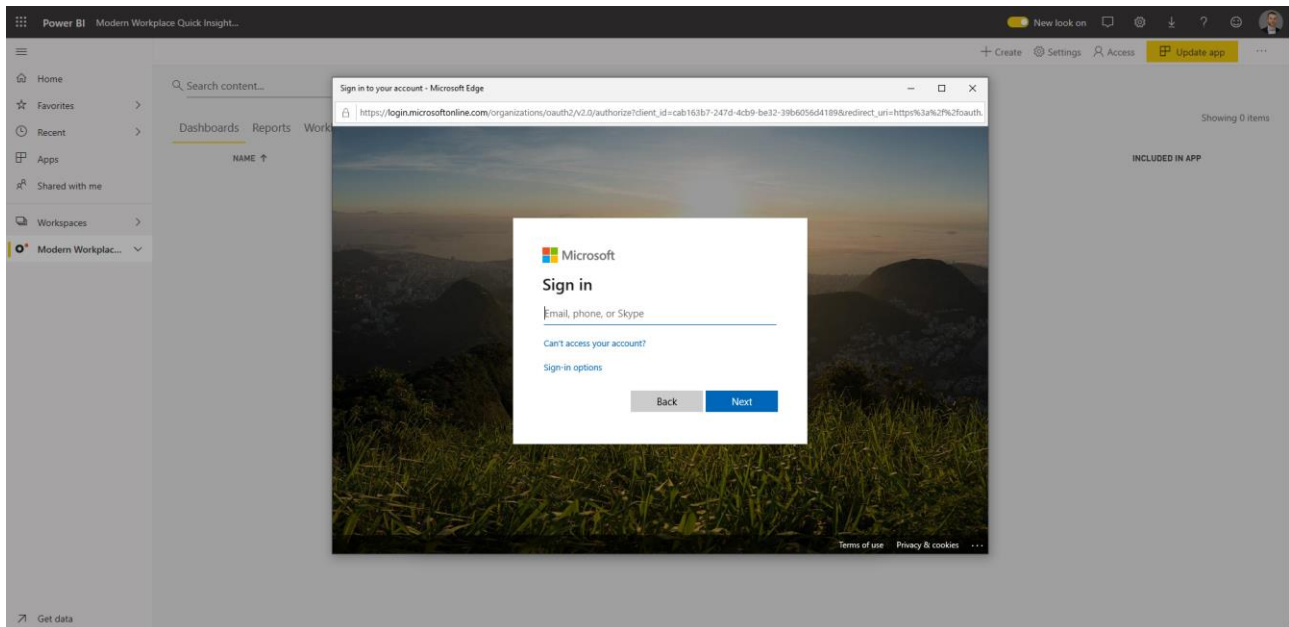 Power BI Modern Workplace Quick Insight...
New look on
Create Settings Access Update app ...
Home
Search content...
Sign in to your account - Microsoft Edge
Favorites
https://login.microsoftonline.com/organizations/oauth2/v2.0/authorize?client_id=cab163b7-247d-4cb9-be32-39b6056d4189&redirect_uri=https%3a%2f%2foauth.
Showing 0 items
Recent
Dashboards Reports Work
Apps
NAME
INCLUDED IN APP
Shared with me
Workspaces
Modern Workplac...
Microsoft
Sign in
Email, phone, or Skype
Can't access your account?
Sign-in options
Back Next
Terms of use Privacy & cookies ...
Get data